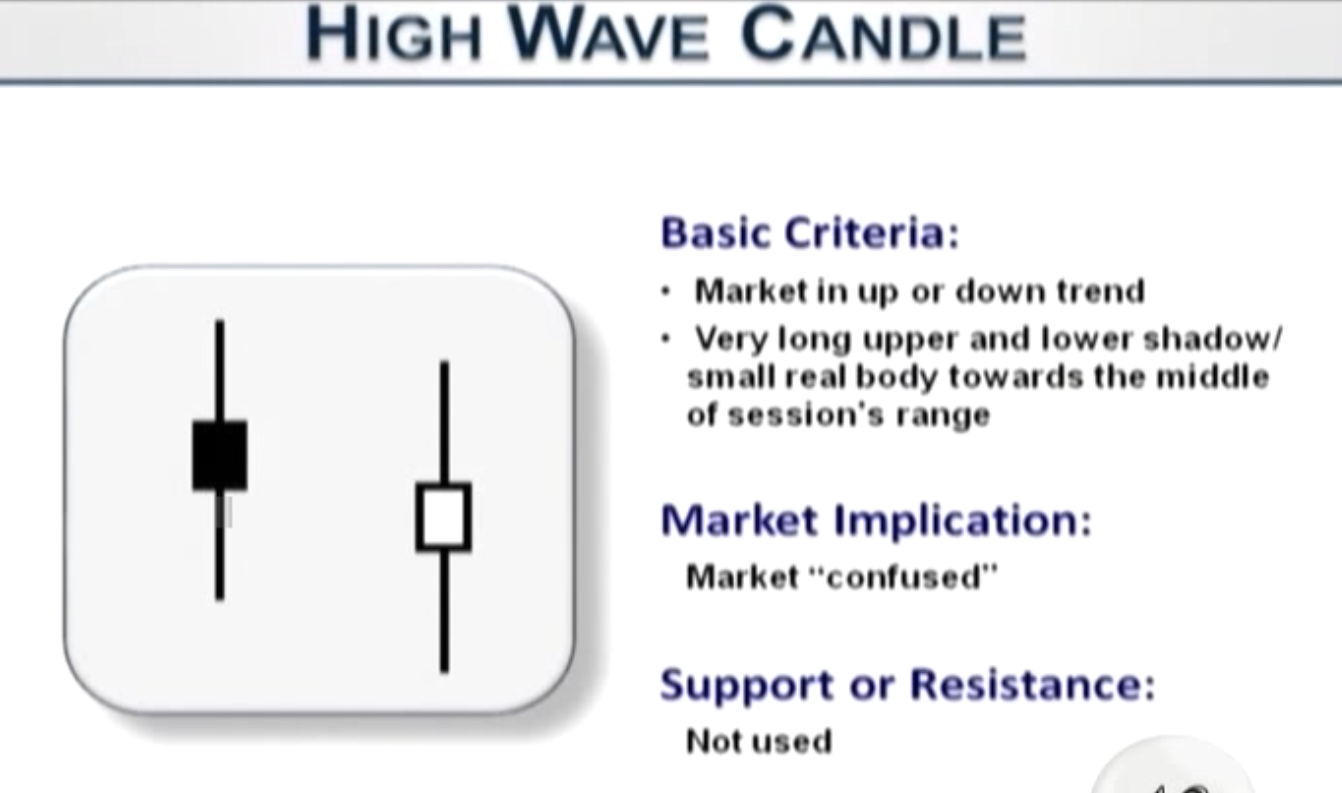 HIGH WAVE CANDLE
Basic Criteria:
• Market in up or down trend
• Very long upper and lower shadow/
small real body towards the middle
of session's range
Market Implication:
Market “confused”
Support or Resistance:
Not used